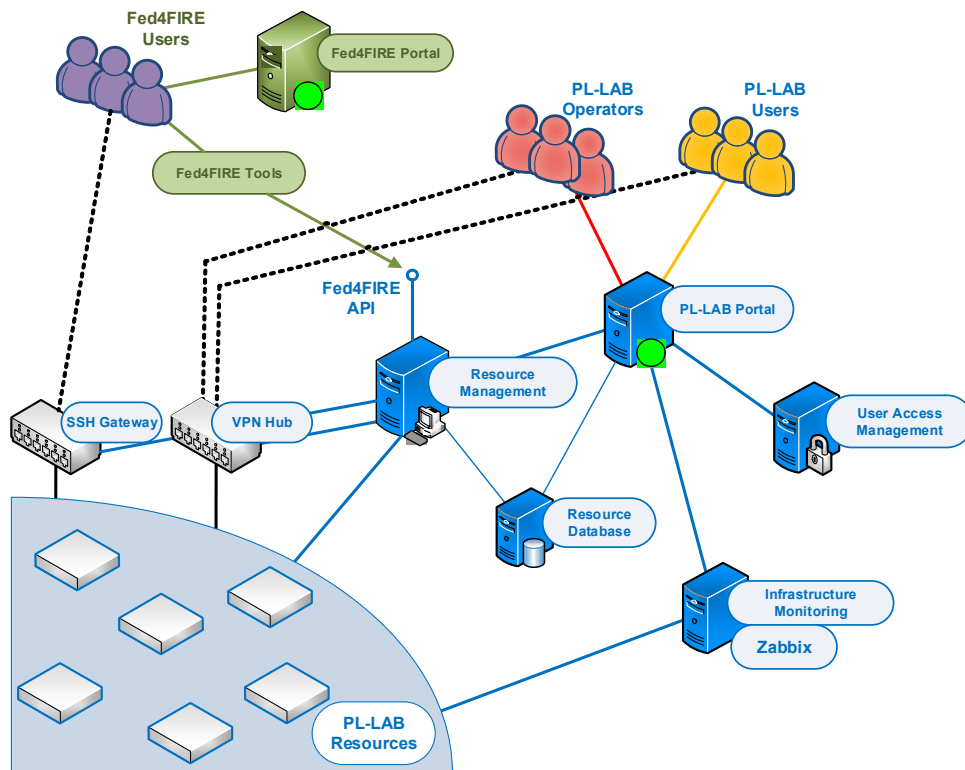 Fed4FIRE
Users
Fed4FIRE Portal
PL-LAB
Operators
PL-LAB
Users
Fed4FIRE Tools
Fed4FIRE
API
PL-LAB Portal
Resource
Management
SSH Gateway
VPN Hub
User Access
Management
Resource
Database
Infrastructure
Monitoring
Zabbix
PL-LAB
Resources